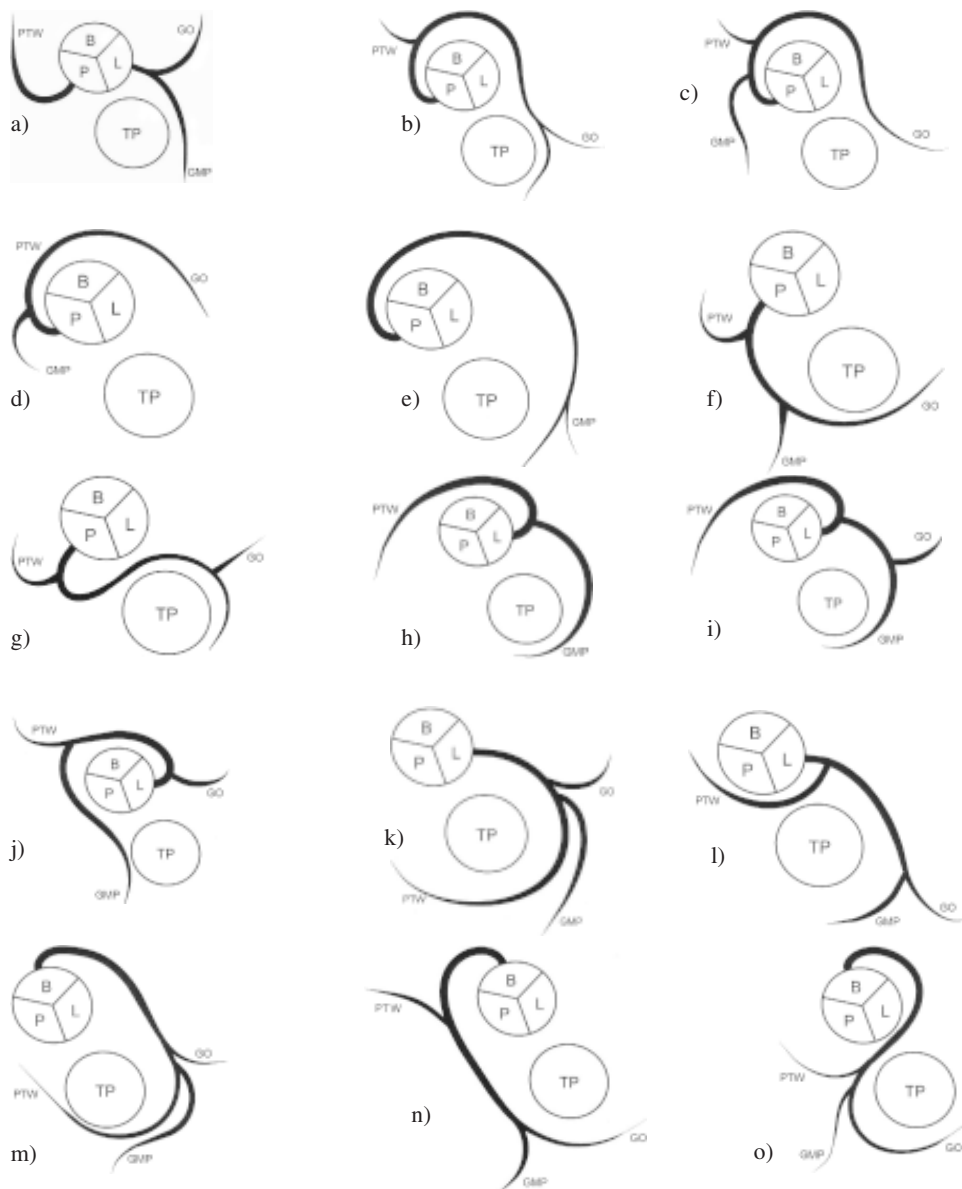 PTW GO B P L TP GMP a)
PTW B P L TP GO b)
PTW B P L GMP TP GO c)
PTW B P L GO GMP TP d)
B P L TP GMP e)
B P L PTW TP GO GMP f)
B P L PTW GO TP g)
PTW B P L TP GMP h)
PTW B P L GO TP GMP i)
PTW B P L GO GMP TP j)
B P L GO TP PTW GMP k)
B P L PTW TP GMP GO l)
B P L GO PTW TP GMP m)
B P L PTW TP GO GMP n)
B P L PTW TP GMP GO o)